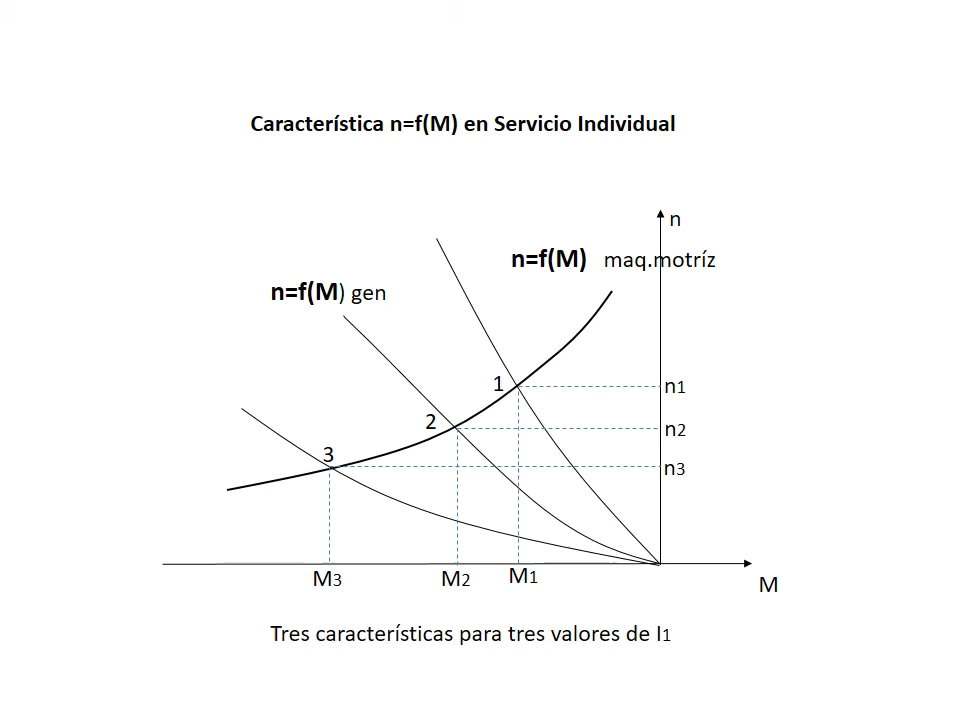 Característica n=f(M) en Servicio Individual
n
n=f(M) maq.motríz
n=f(M) gen
1
n1
2
n2
3
n3
M3
M2
M1
M
Tres características para tres valores de I1